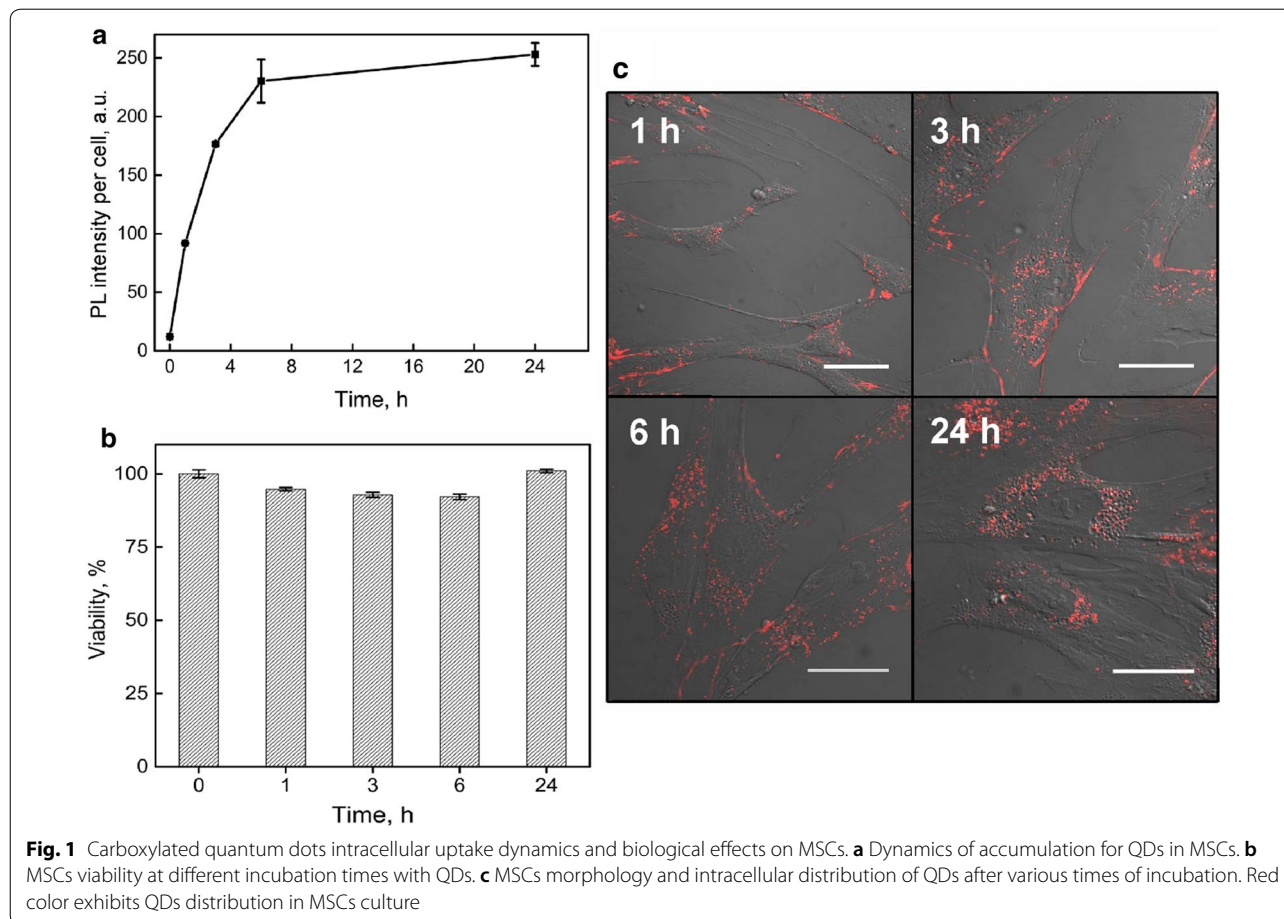 a
250
200
150
100
50
0
PL intensity per cell, a.u.
0 4 8 12 16 20 24
Time, h
b
100
75
50
25
0
Viability, %
0 1 3 6 24
Time, h
c
1 h
3 h
6 h
24 h
Fig. 1 Carboxylated quantum dots intracellular uptake dynamics and biological effects on MSCs. a Dynamics of accumulation for QDs in MSCs. b
MSCs viability at different incubation times with QDs. c MSCs morphology and intracellular distribution of QDs after various times of incubation. Red
color exhibits QDs distribution in MSCs culture